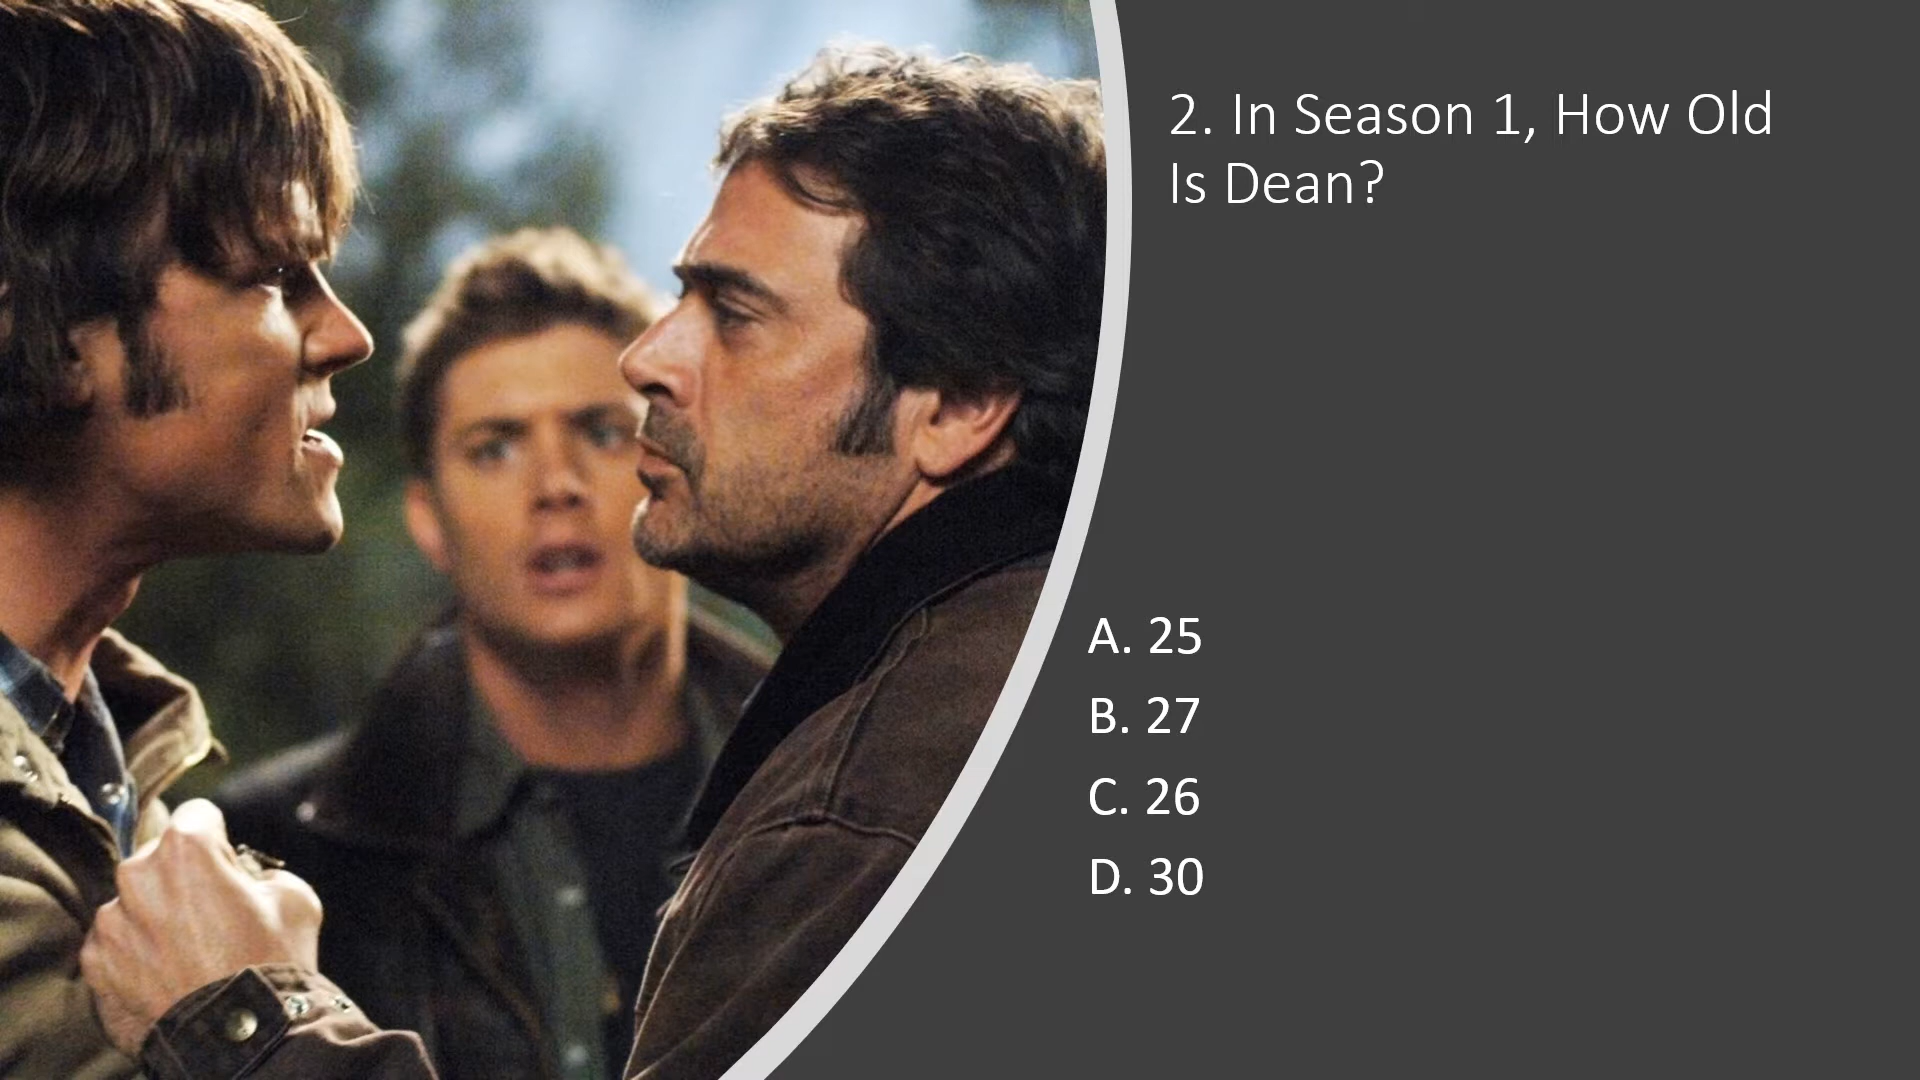 2. In Season 1, How Old
Is Dean?
A. 25
B. 27
C. 26
D. 30